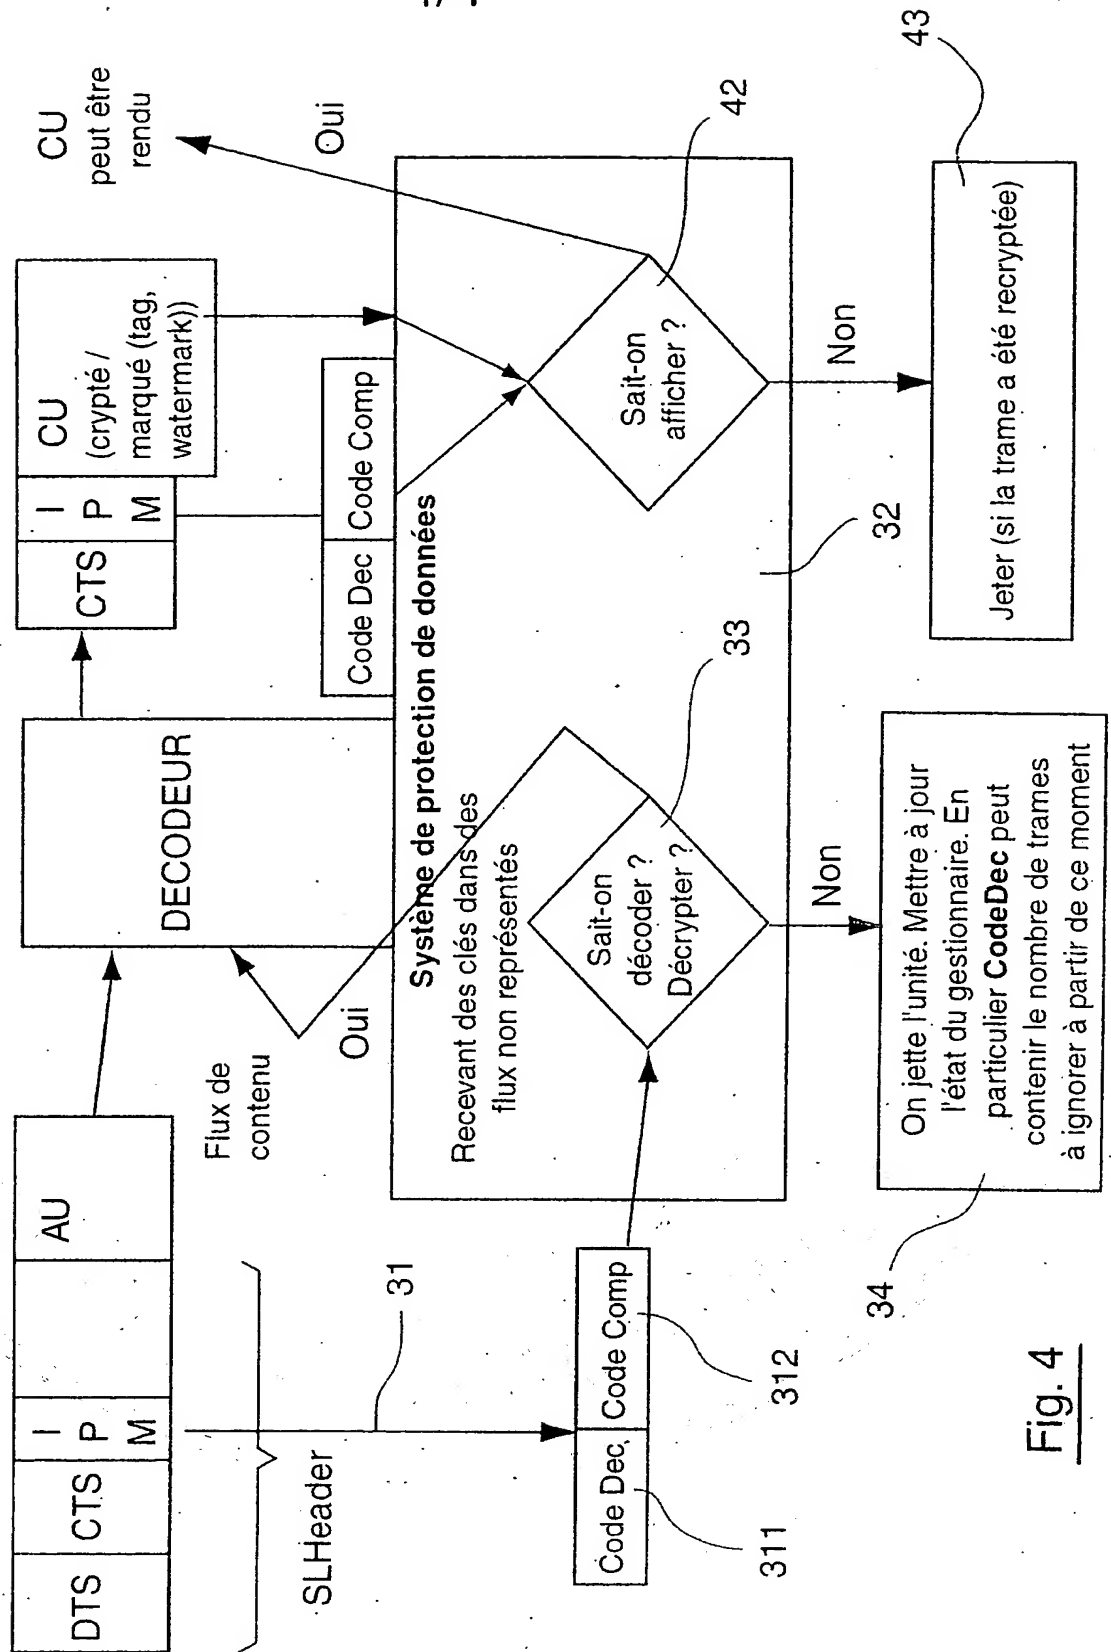 DTS
CTS
I
P
M
AU
SLHeader
31
Code Dec,
Code Comp
311
312
Flux de
contenu
Oui
DECODEUR
CTS
I
P
M
CU
(crypté /
marqué (tag,
watermark))
CU
peut être
rendu
Oui
Code Dec
Code Comp
Système de protection de données
Recevant des clés dans des
flux non représentés
Sait-on
décoder ?
Décrypter ?
33
Sait-on
afficher ?
42
32
Non
Non
On jette l'unité. Mettre à jour
l'état du gestionnaire. En
particulier CodeDec peut
contenir le nombre de trames
à ignorer à partir de ce moment
34
Jeter (si la trame a été recryptée)
43
Fig. 4